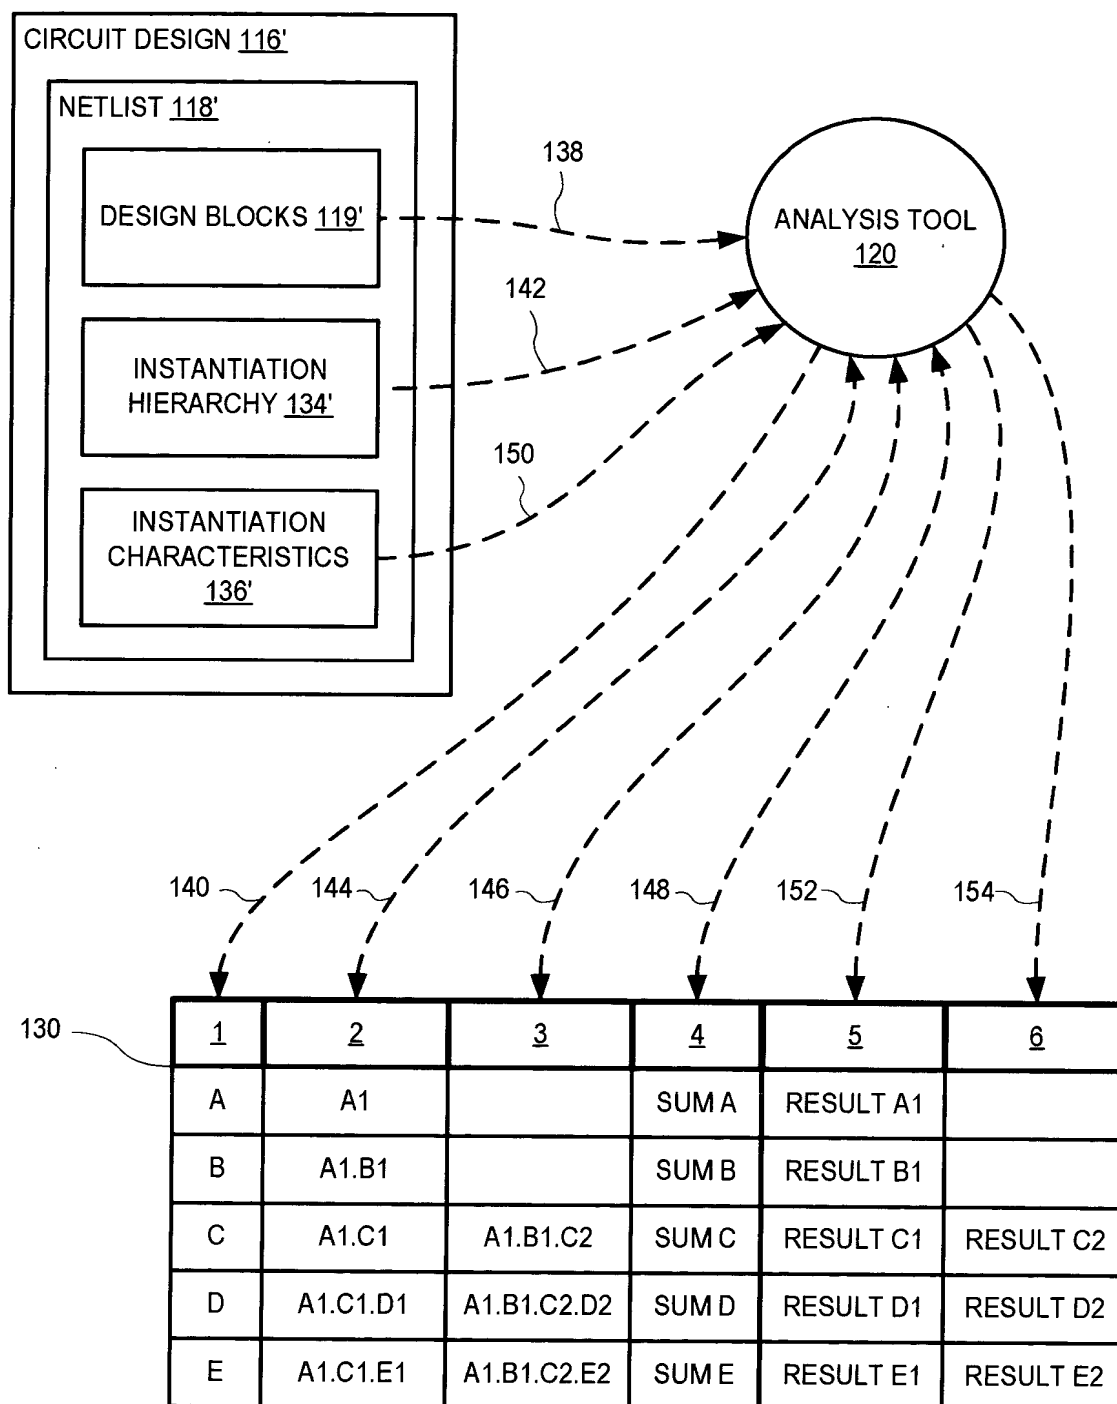 CIRCUIT DESIGN 116'
NETLIST 118'
DESIGN BLOCKS 119'
INSTANTIATION
HIERARCHY 134'
INSTANTIATION
CHARACTERISTICS
136'
138
142
150
ANALYSIS TOOL
120
140
144
146
148
152
154
130
1 2 3 4 5 6
A A1 SUM A RESULT A1
B A1.B1 SUM B RESULT B1
C A1.C1 A1.B1.C2 SUM C RESULT C1 RESULT C2
D A1.C1.D1 A1.B1.C2.D2 SUM D RESULT D1 RESULT D2
E A1.C1.E1 A1.B1.C2.E2 SUM E RESULT E1 RESULT E2